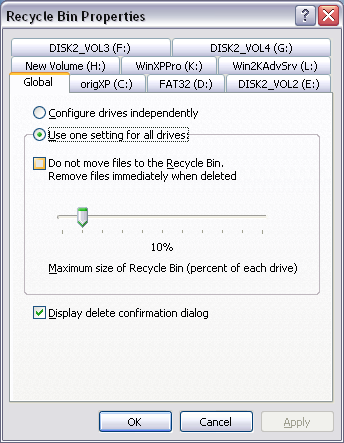 Recycle Bin Properties
DISK2_VOL3 (F:) DISK2_VOL4 (G:)
New Volume (H:) WinXPPro (K:) Win2KAdvSrv (L:)
Global origXP (C:) FAT32 (D:) DISK2_VOL2 (E:)
Configure drives independently
Use one setting for all drives:
Do not move files to the Recycle Bin.
Remove files immediately when deleted
10%
Maximum size of Recycle Bin (percent of each drive)
Display delete confirmation dialog
OK Cancel Apply